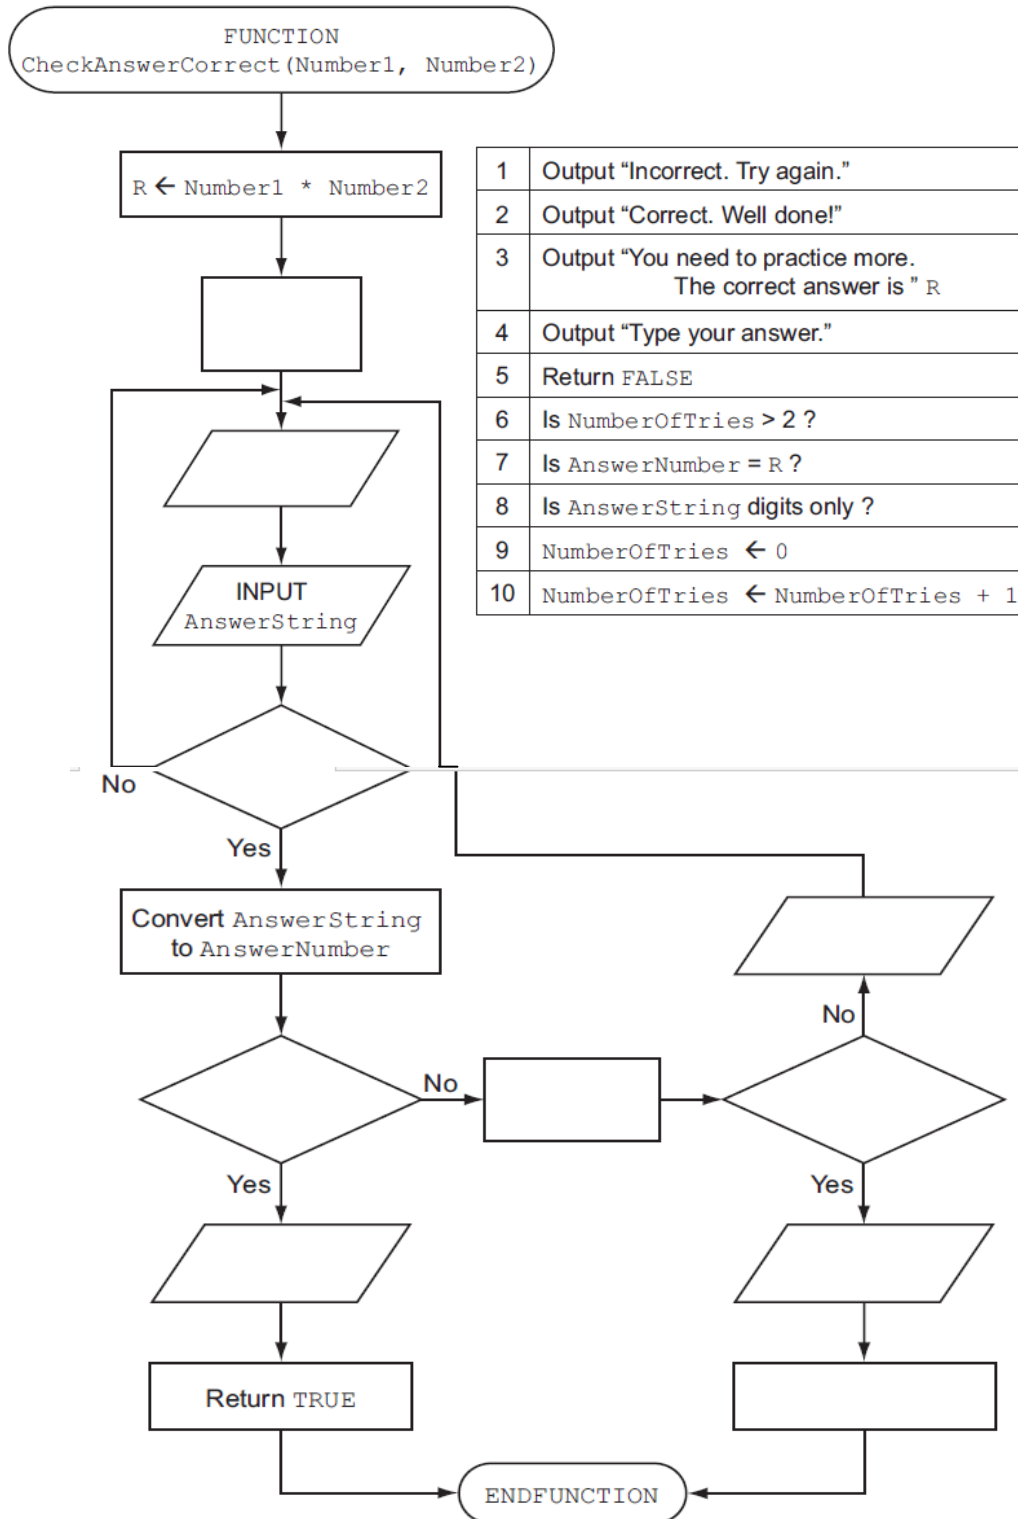 FUNCTION
CheckAnswerCorrect(Number1, Number2)
R ← Number1 * Number2
1 Output “Incorrect. Try again.”
2 Output “Correct. Well done!”
3 Output “You need to practice more.
The correct answer is ” R
4 Output “Type your answer.”
5 Return FALSE
6 Is NumberOfTries > 2 ?
7 Is AnswerNumber = R ?
8 Is AnswerString digits only ?
9 NumberOfTries ← 0
10 NumberOfTries ← NumberOfTries + 1
INPUT
AnswerString
No
Yes
Convert AnswerString
to AnswerNumber
No
No
Yes
Yes
Return TRUE
ENDFUNCTION